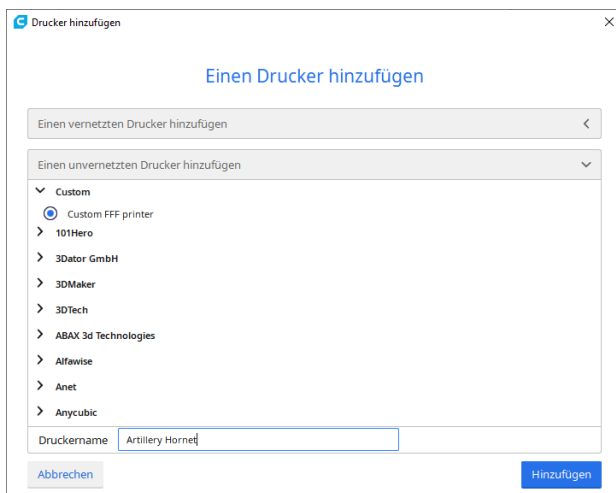 Drucker hinzufügen
Einen Drucker hinzufügen
Einen vernetzten Drucker hinzufügen
Einen unvernetzten Drucker hinzufügen
Custom
Custom FFF printer
101Hero
3Dator GmbH
3DMaker
3DTech
ABAX 3d Technologies
Alfawise
Anet
Anycubic
Druckername Artillery Hornet
Abbrechen Hinzufügen